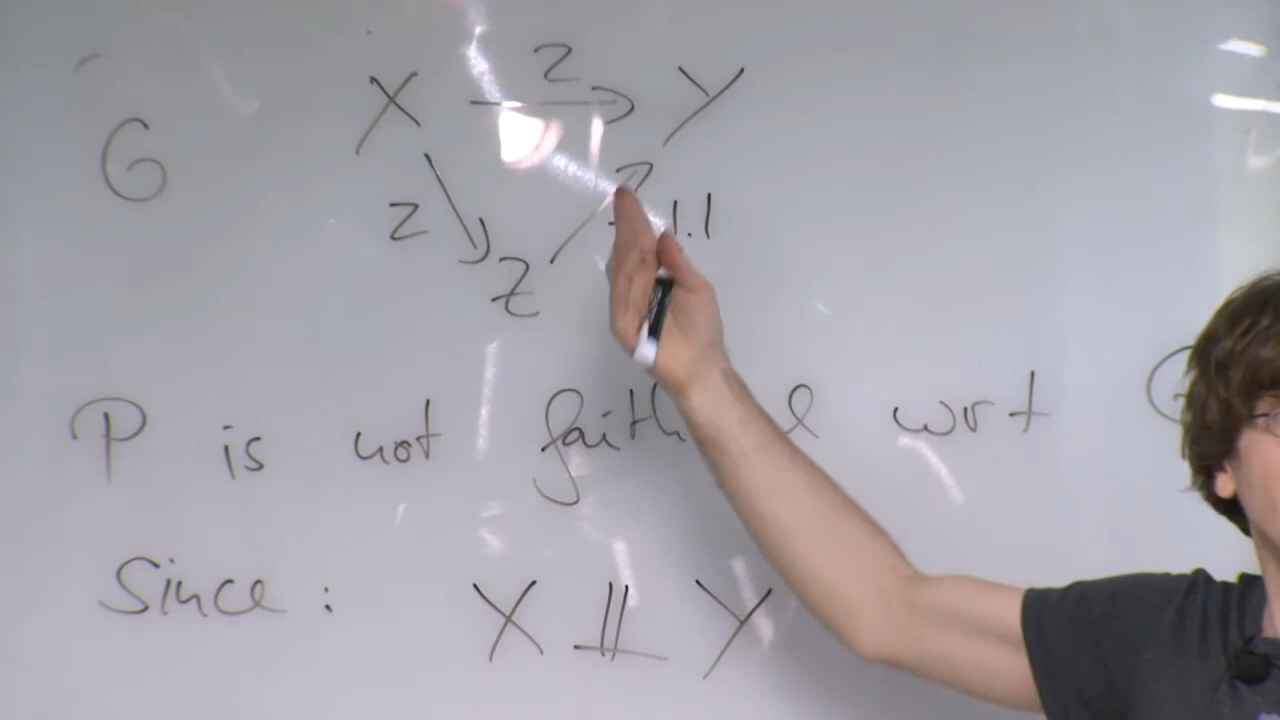 2
G X Y
2 1.1
Z
P is not faith l wrt G
Since : X ⫫ Y